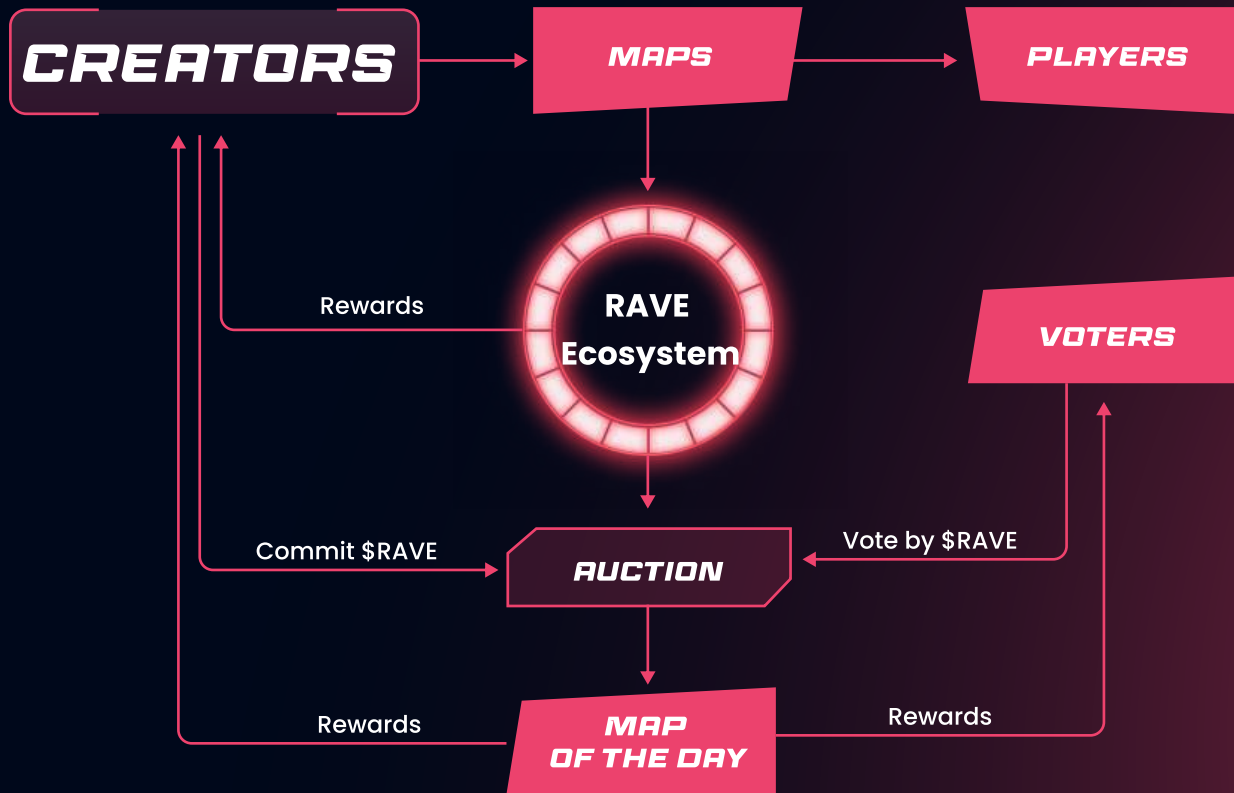 CREATORS
MAPS
PLAYERS
Rewards
RAVE
Ecosystem
VOTERS
Commit $RAVE
Vote by $RAVE
AUCTION
Rewards
Rewards
MAP
OF THE DAY